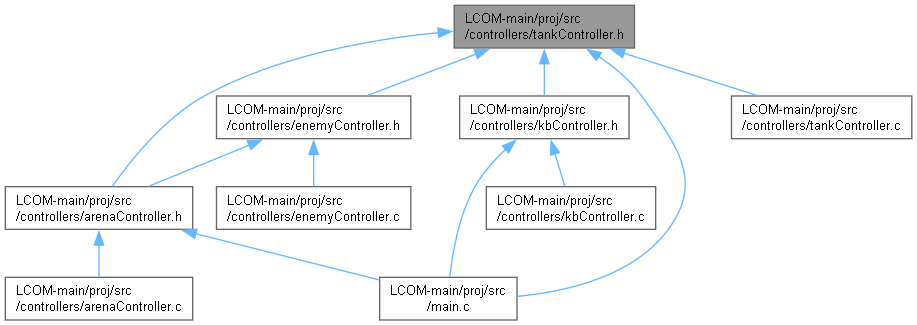 LCOM-main/proj/src
/controllers/tankController.h
LCOM-main/proj/src
/controllers/enemyController.h
LCOM-main/proj/src
/controllers/kbController.h
LCOM-main/proj/src
/controllers/tankController.c
LCOM-main/proj/src
/controllers/arenaController.h
LCOM-main/proj/src
/controllers/enemyController.c
LCOM-main/proj/src
/controllers/kbController.c
LCOM-main/proj/src
/controllers/arenaController.c
LCOM-main/proj/src
/main.c